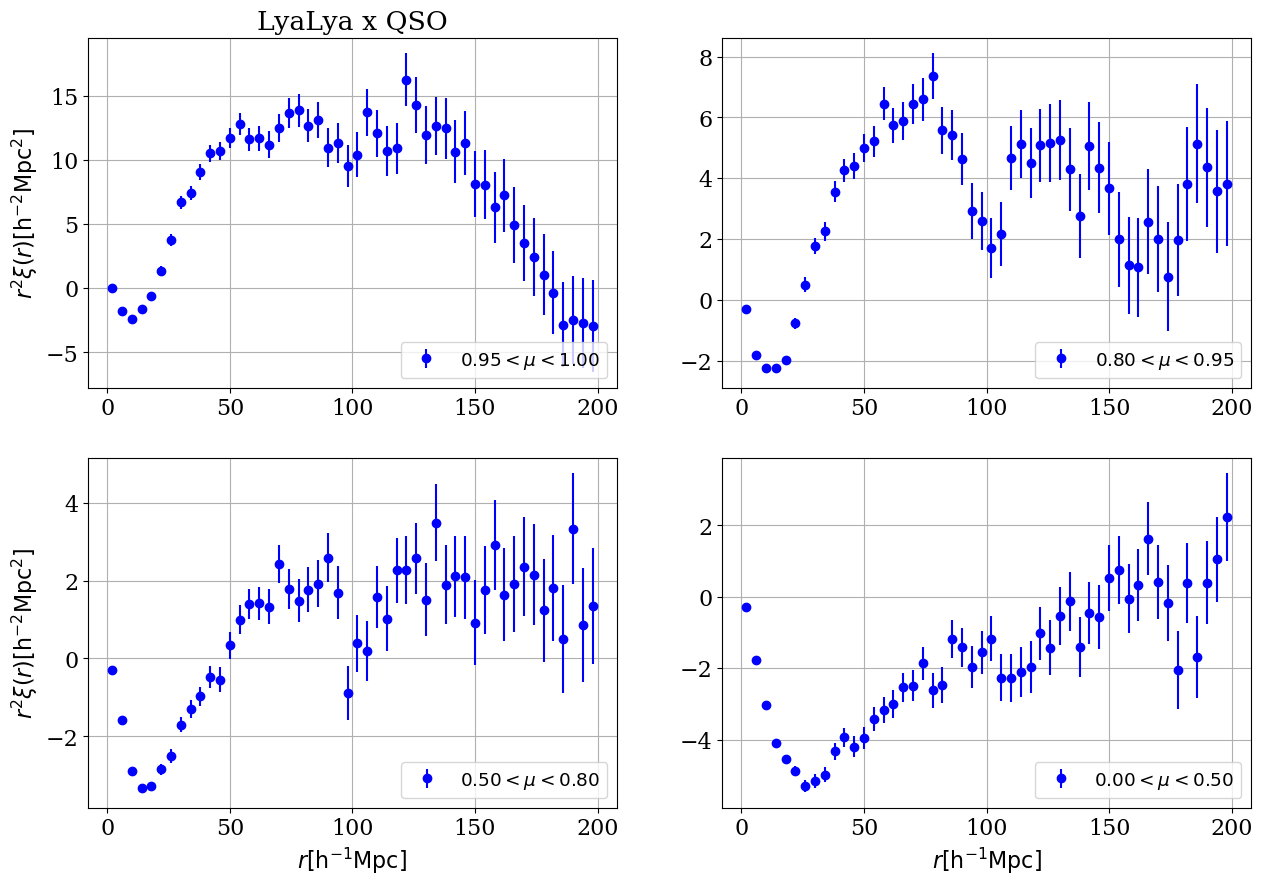 LyaLya x QSO
r²ξ(r)[h⁻²Mpc²]
15
10
5
0
−5
0 50 100 150 200
0.95 < μ < 1.00
8
6
4
2
0
−2
0 50 100 150 200
0.80 < μ < 0.95
r²ξ(r)[h⁻²Mpc²]
4
2
0
−2
0 50 100 150 200
0.50 < μ < 0.80
r[h⁻¹Mpc]
2
0
−2
−4
0 50 100 150 200
0.00 < μ < 0.50
r[h⁻¹Mpc]